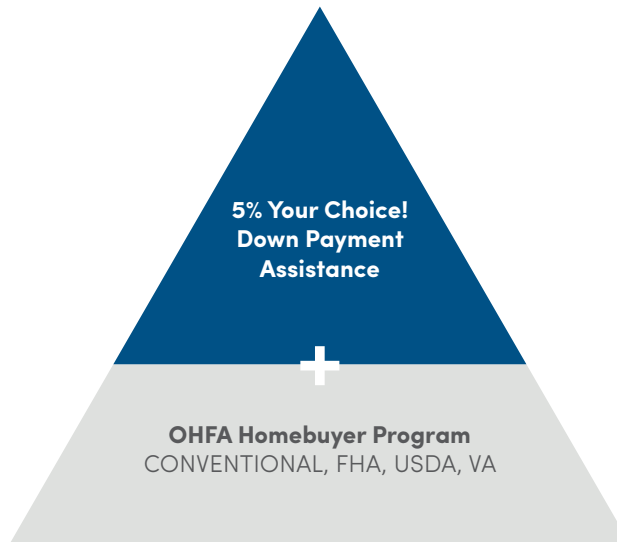 5% Your Choice!
Down Payment
Assistance
+
OHFA Homebuyer Program
CONVENTIONAL, FHA, USDA, VA